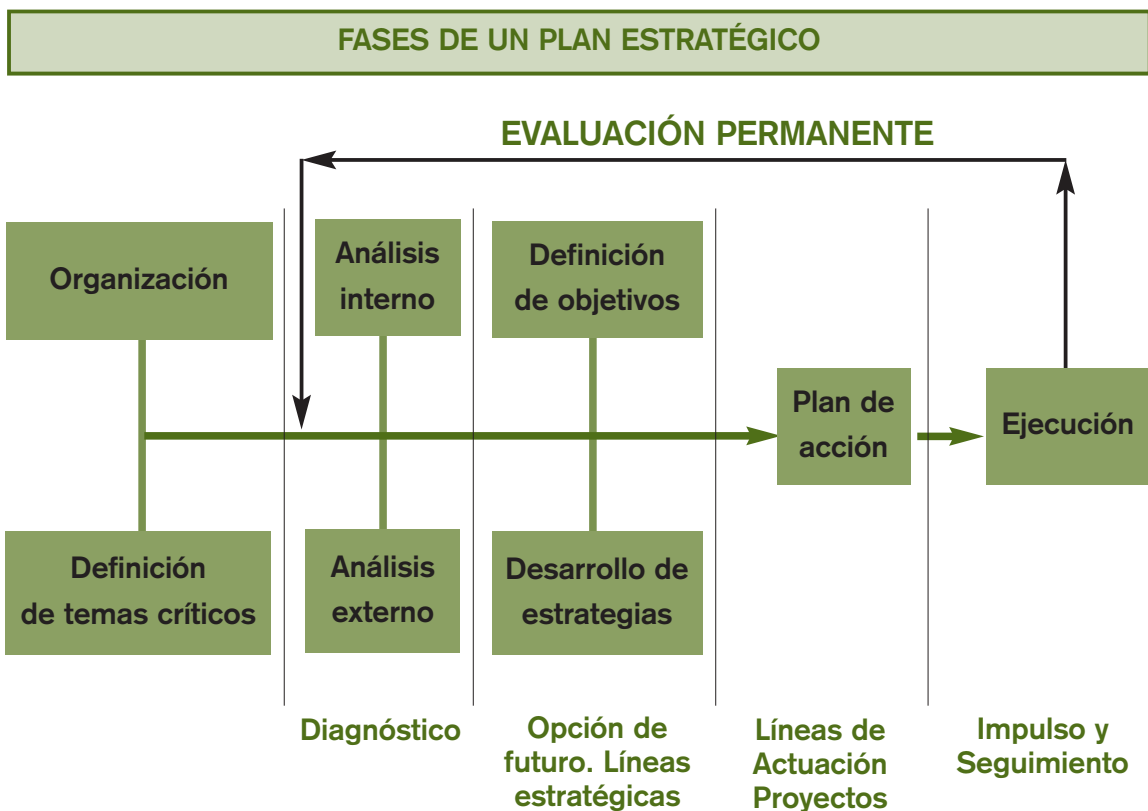 FASES DE UN PLAN ESTRATÉGICO
EVALUACIÓN PERMANENTE
Organización
Definición
de temas críticos
Análisis
interno
Análisis
externo
Diagnóstico
Definición
de objetivos
Desarrollo de
estrategias
Opción de
futuro. Líneas
estratégicas
Plan de
acción
Líneas de
Actuación
Proyectos
Ejecución
Impulso y
Seguimiento